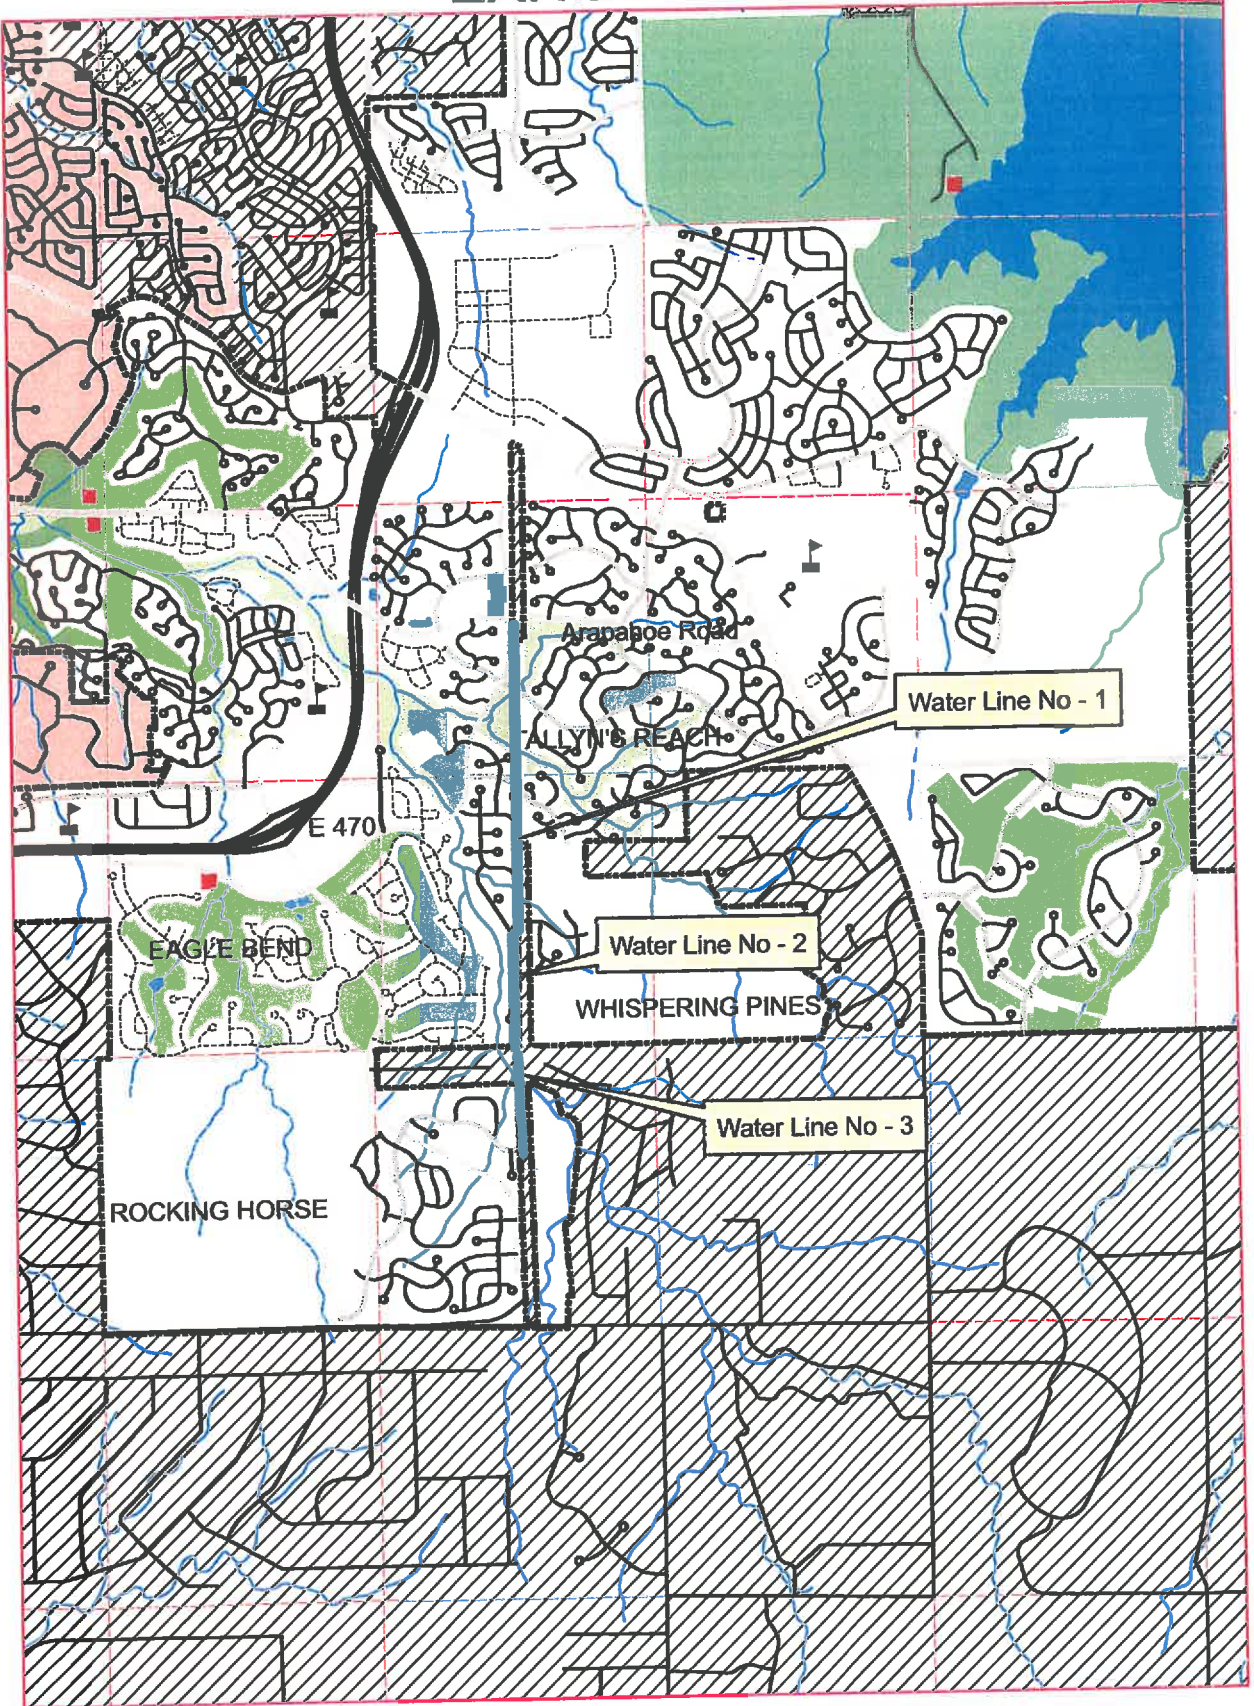 Arapahoe Road
Water Line No - 1
TALLYN'S REACH
E 470
Water Line No - 2
EAGLE BEND
WHISPERING PINES
Water Line No - 3
ROCKING HORSE